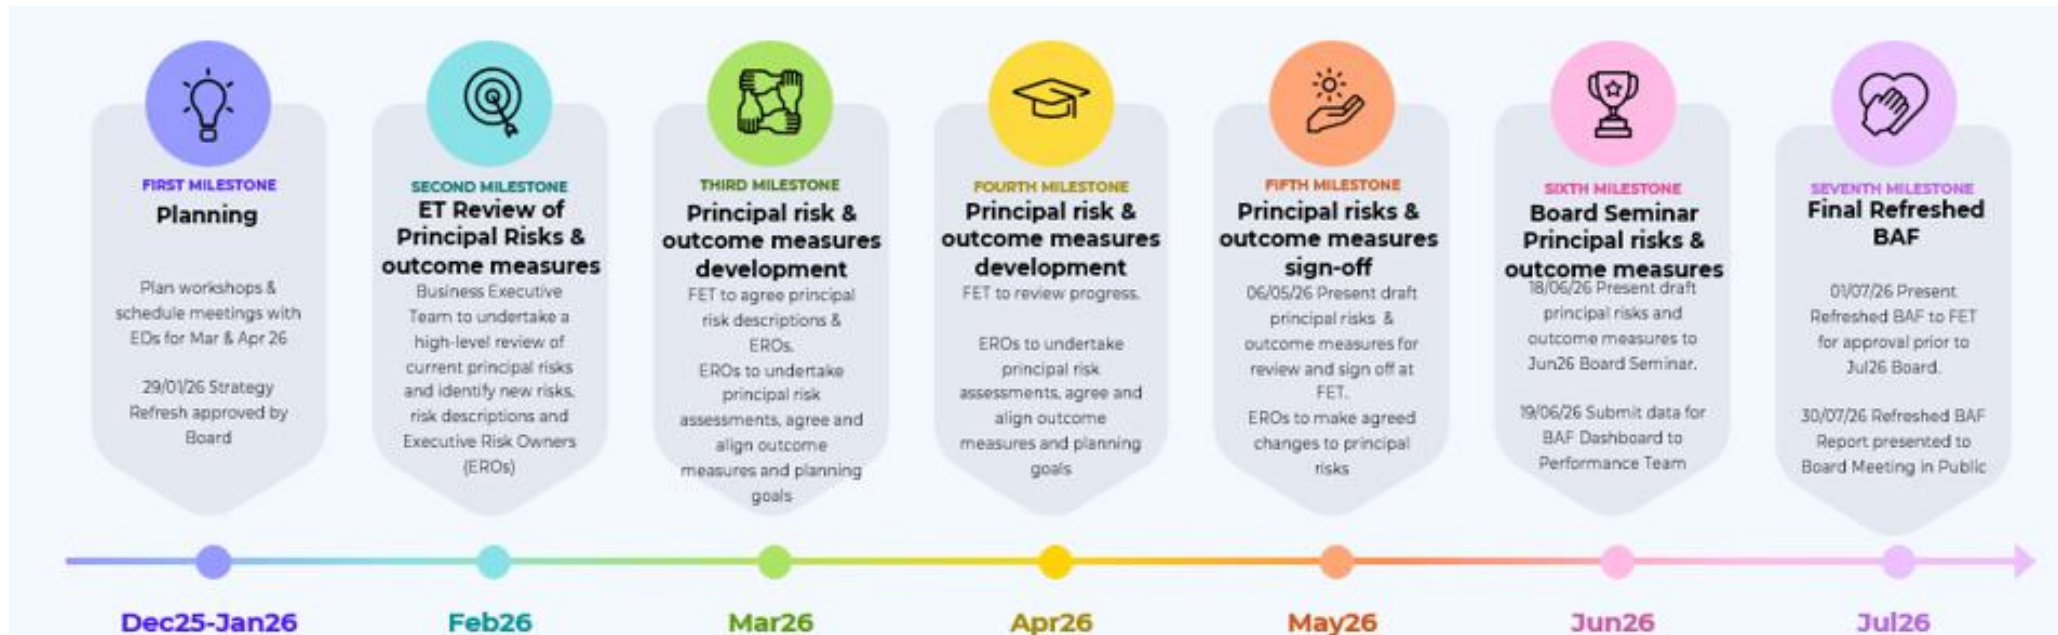 FIRST MILESTONE
Planning
Plan workshops &
schedule meetings with
EDs for Mar & Apr 26
29/01/26 Strategy
Refresh approved by
Board
Dec25-Jan26
SECOND MILESTONE
ET Review of
Principal Risks &
outcome measures
Business Executive
Team to undertake a
high-level review of
current principal risks
and identify new risks,
risk descriptions and
Executive Risk Owners
(EROs)
Feb26
THIRD MILESTONE
Principal risk &
outcome measures
development
FET to agree principal
risk descriptions &
EROs.
EROs to undertake
principal risk
assessments, agree and
align outcome
measures and planning
goals
Mar26
FOURTH MILESTONE
Principal risk &
outcome measures
development
FET to review progress.
EROs to undertake
principal risk
assessments, agree and
align outcome
measures and planning
goals
Apr26
FIFTH MILESTONE
Principal risks &
outcome measures
sign-off
06/05/26 Present draft
principal risks &
outcome measures for
review and sign off at
FET.
EROs to make agreed
changes to principal
risks
May26
SIXTH MILESTONE
Board Seminar
Principal risks &
outcome measures
18/06/26 Present draft
principal risks and
outcome measures to
Jun26 Board Seminar.
19/06/26 Submit data for
BAF Dashboard to
Performance Team
Jun26
SEVENTH MILESTONE
Final Refreshed
BAF
01/07/26 Present
Refreshed BAF to FET
for approval prior to
Jul26 Board.
30/07/26 Refreshed BAF
Report presented to
Board Meeting in Public
Jul26